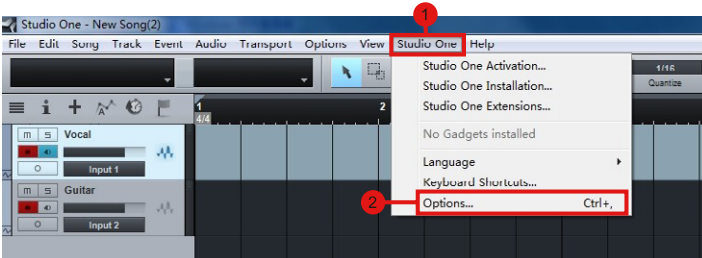 1
Studio One - New Song(2)
File Edit Song Track Event Audio Transport Options View Studio One Help
Studio One Activation...
Studio One Installation...
Studio One Extensions...
1/16
Quantize
1 2
4/4
No Gadgets installed
m s Vocal
Language
Input 1
Keyboard Shortcuts...
m s Guitar
2 Options... Ctrl+,
Input 2